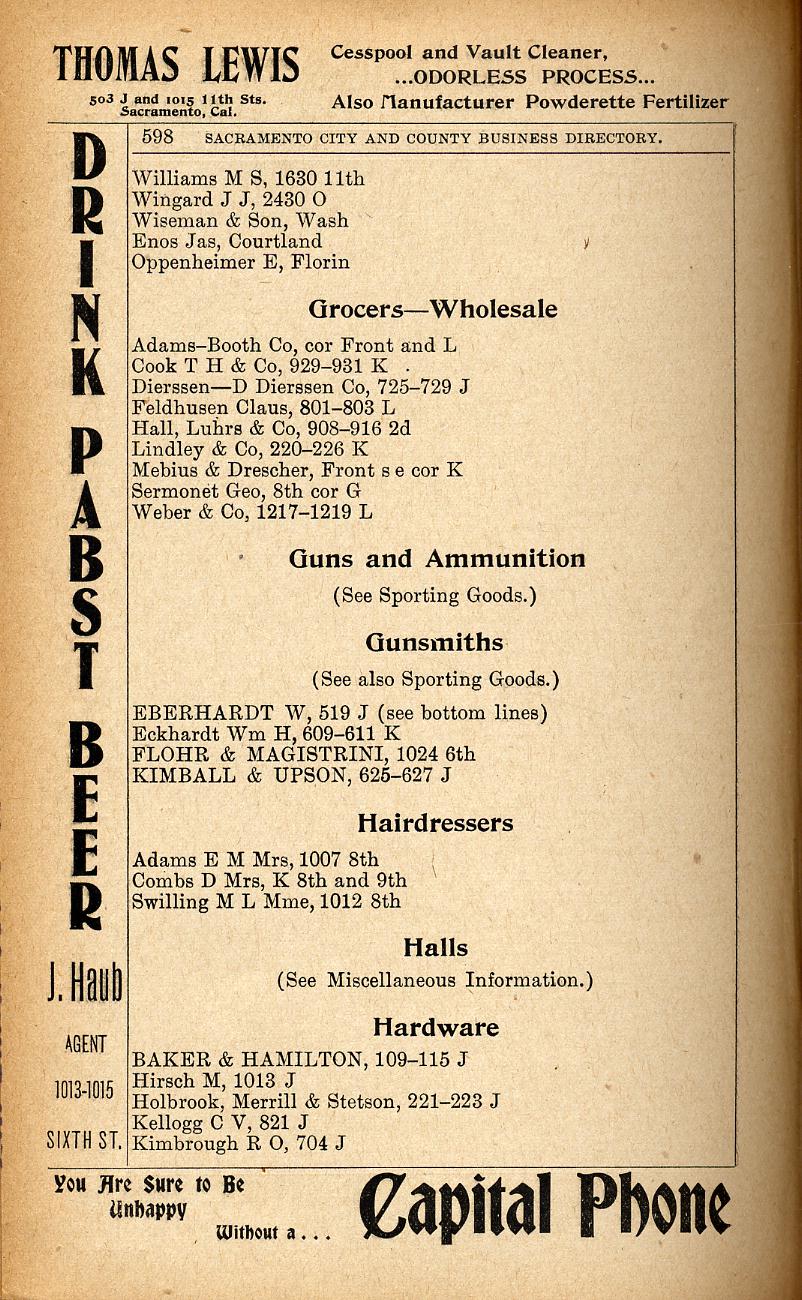 THOMAS LEWIS
503 J and 1015 11th Sts.
Sacramento, Cal.
Cesspool and Vault Cleaner,
...ODORLESS PROCESS...
Also Manufacturer Powderette Fertilizer
DRINK PABST BEER
J. Haub
AGENT
1013-1015
SIXTH ST.
598 SACRAMENTO CITY AND COUNTY BUSINESS DIRECTORY.
Williams M S, 1630 11th
Wingard J J, 2430 O
Wiseman & Son, Wash
Enos Jas, Courtland
Oppenheimer E, Florin
Grocers—Wholesale
Adams–Booth Co, cor Front and L
Cook T H & Co, 929–931 K
Dierssen—D Dierssen Co, 725–729 J
Feldhusen Claus, 801–803 L
Hall, Luhrs & Co, 908–916 2d
Lindley & Co, 220–226 K
Mebius & Drescher, Front s e cor K
Sermonet Geo, 8th cor G
Weber & Co, 1217–1219 L
Guns and Ammunition
(See Sporting Goods.)
Gunsmiths
(See also Sporting Goods.)
EBERHARDT W, 519 J (see bottom lines)
Eckhardt Wm H, 609–611 K
FLOHR & MAGISTRINI, 1024 6th
KIMBALL & UPSON, 625–627 J
Hairdressers
Adams E M Mrs, 1007 8th
Combs D Mrs, K 8th and 9th
Swilling M L Mme, 1012 8th
Halls
(See Miscellaneous Information.)
Hardware
BAKER & HAMILTON, 109–115 J
Hirsch M, 1013 J
Holbrook, Merrill & Stetson, 221–223 J
Kellogg C V, 821 J
Kimbrough R O, 704 J
You Are Sure to Be
Unhappy
Without a...
Capital Phone